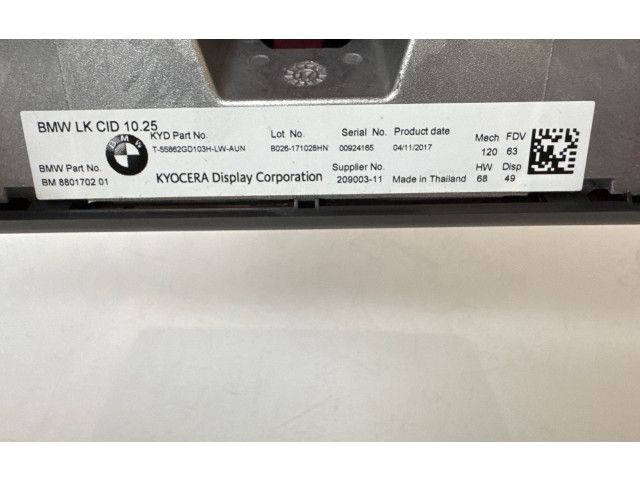 BMW LK CID 10.25
BMW
KYD Part No.
Lot No.
Serial No.
Product date
Mech FDV
T-55862GD103H-LW-AUN
B026-171028HN
00924165
04/11/2017
120 63
BMW Part No.
Supplier No.
HW Disp
BM 8801702 01
KYOCERA Display Corporation
209003-11
Made in Thailand
68 49